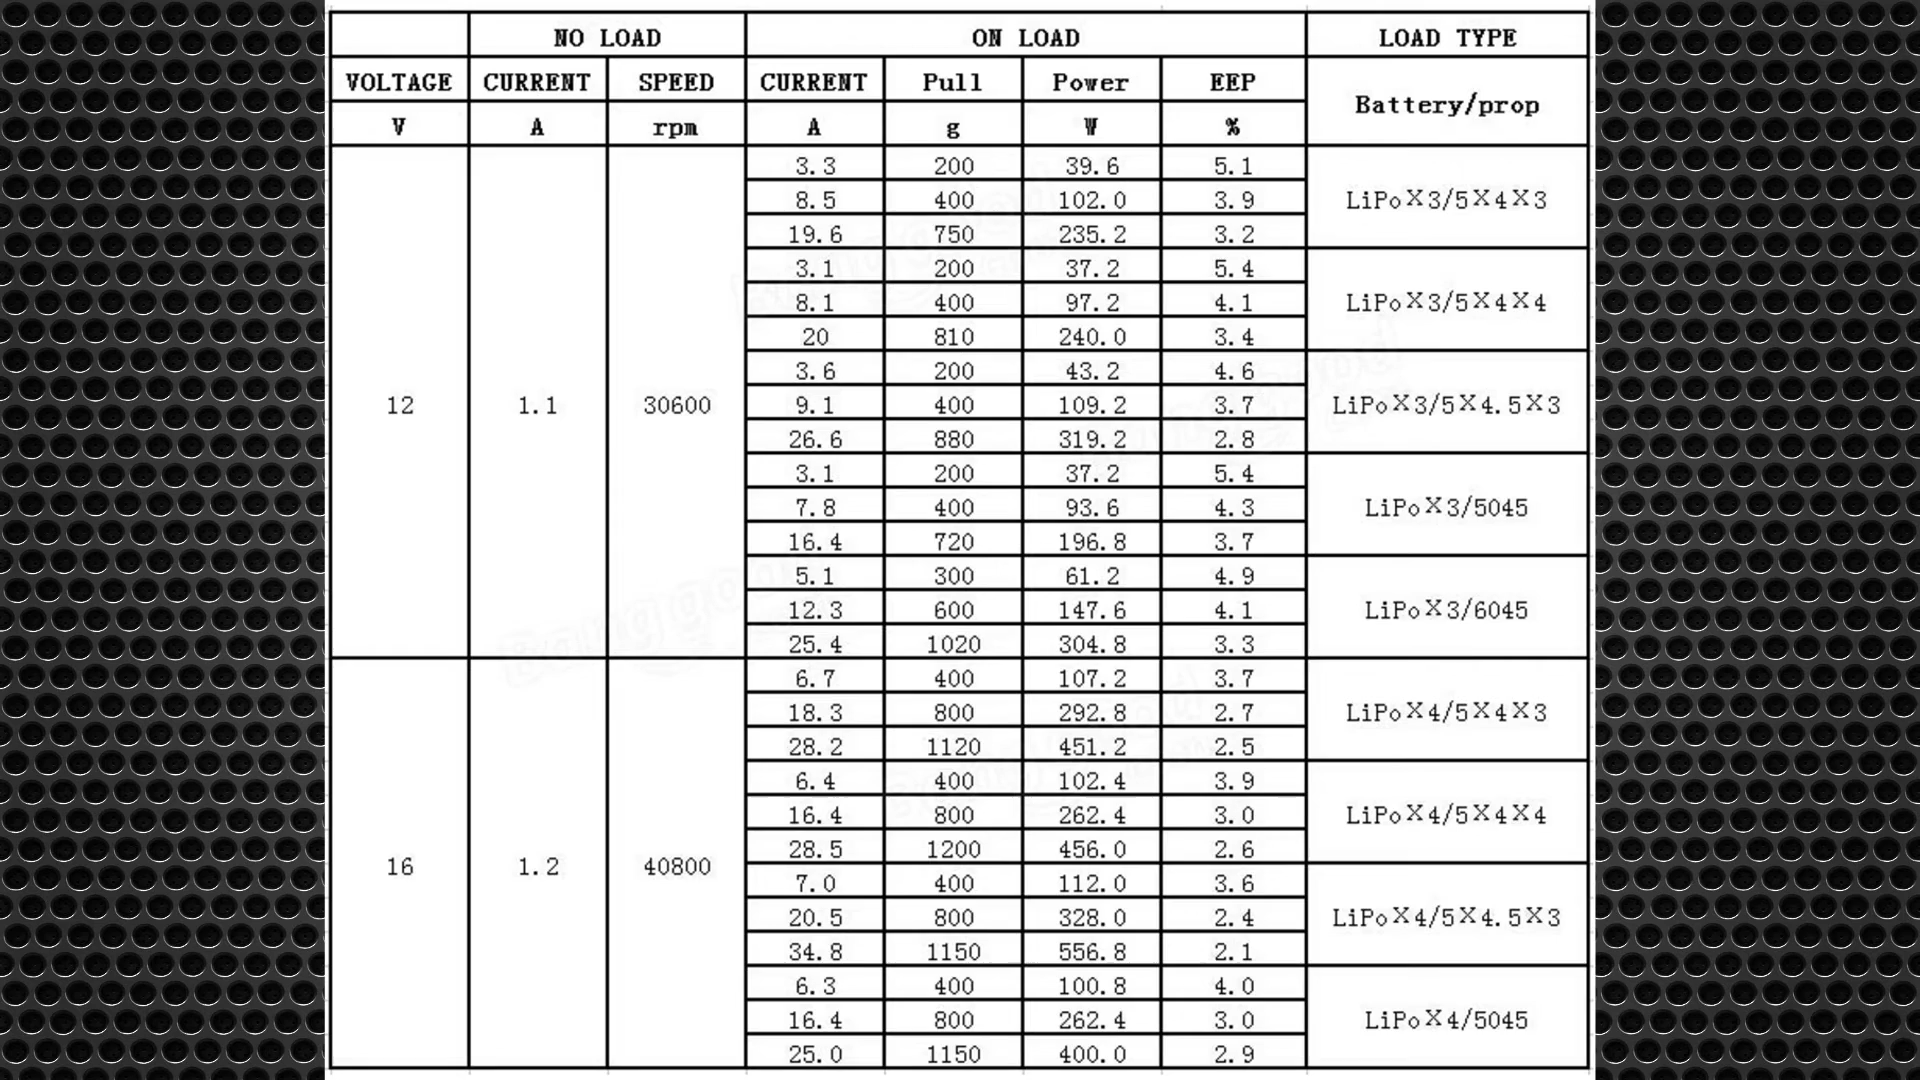 NO LOAD ON LOAD LOAD TYPE
VOLTAGE CURRENT SPEED CURRENT Pull Power EEP Battery/prop
V A rpm A g W %
12 1.1 30600
3.3 200 39.6 5.1 LiPo×3/5×4×3
8.5 400 102.0 3.9
19.6 750 235.2 3.2
3.1 200 37.2 5.4 LiPo×3/5×4×4
8.1 400 97.2 4.1
20 810 240.0 3.4
3.6 200 43.2 4.6 LiPo×3/5×4.5×3
9.1 400 109.2 3.7
26.6 880 319.2 2.8
3.1 200 37.2 5.4 LiPo×3/5045
7.8 400 93.6 4.3
16.4 720 196.8 3.7
5.1 300 61.2 4.9 LiPo×3/6045
12.3 600 147.6 4.1
25.4 1020 304.8 3.3
16 1.2 40800
6.7 400 107.2 3.7 LiPo×4/5×4×3
18.3 800 292.8 2.7
28.2 1120 451.2 2.5
6.4 400 102.4 3.9 LiPo×4/5×4×4
16.4 800 262.4 3.0
28.5 1200 456.0 2.6
7.0 400 112.0 3.6 LiPo×4/5×4.5×3
20.5 800 328.0 2.4
34.8 1150 556.8 2.1
6.3 400 100.8 4.0 LiPo×4/5045
16.4 800 262.4 3.0
25.0 1150 400.0 2.9